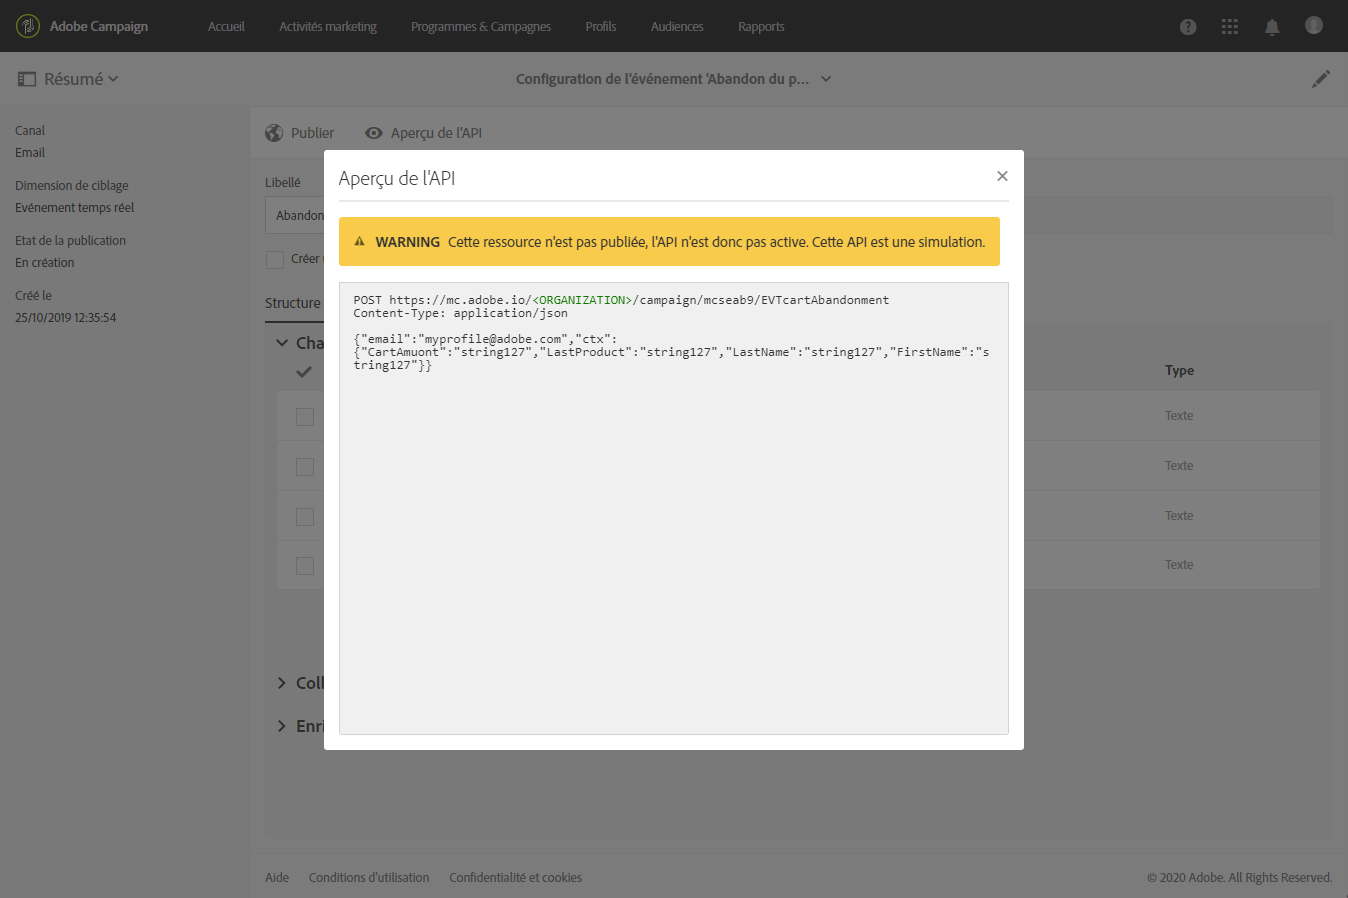 Adobe Campaign Accueil Activités marketing Programmes & Campagnes Profils Audiences Rapports
Résumé
Configuration de l'événement 'Abandon du p...
Canal
Email
Dimension de ciblage
Evénement temps réel
Etat de la publication
En création
Créé le
25/10/2019 12:35:54
Publier Aperçu de l'API
Libellé
Abandon
Créer
Structure
Cha
Type
Texte
Texte
Texte
Texte
Coll
Enri
Aperçu de l'API
WARNING Cette ressource n'est pas publiée, l'API n'est donc pas active. Cette API est une simulation.
POST https://mc.adobe.io/<ORGANIZATION>/campaign/mcseab9/EVTcartAbandonment
Content-Type: application/json
{"email":"myprofile@adobe.com","ctx":
{"CartAmuont":"string127","LastProduct":"string127","LastName":"string127","FirstName":"s
tring127"}}
Aide Conditions d'utilisation Confidentialité et cookies
© 2020 Adobe. All Rights Reserved.